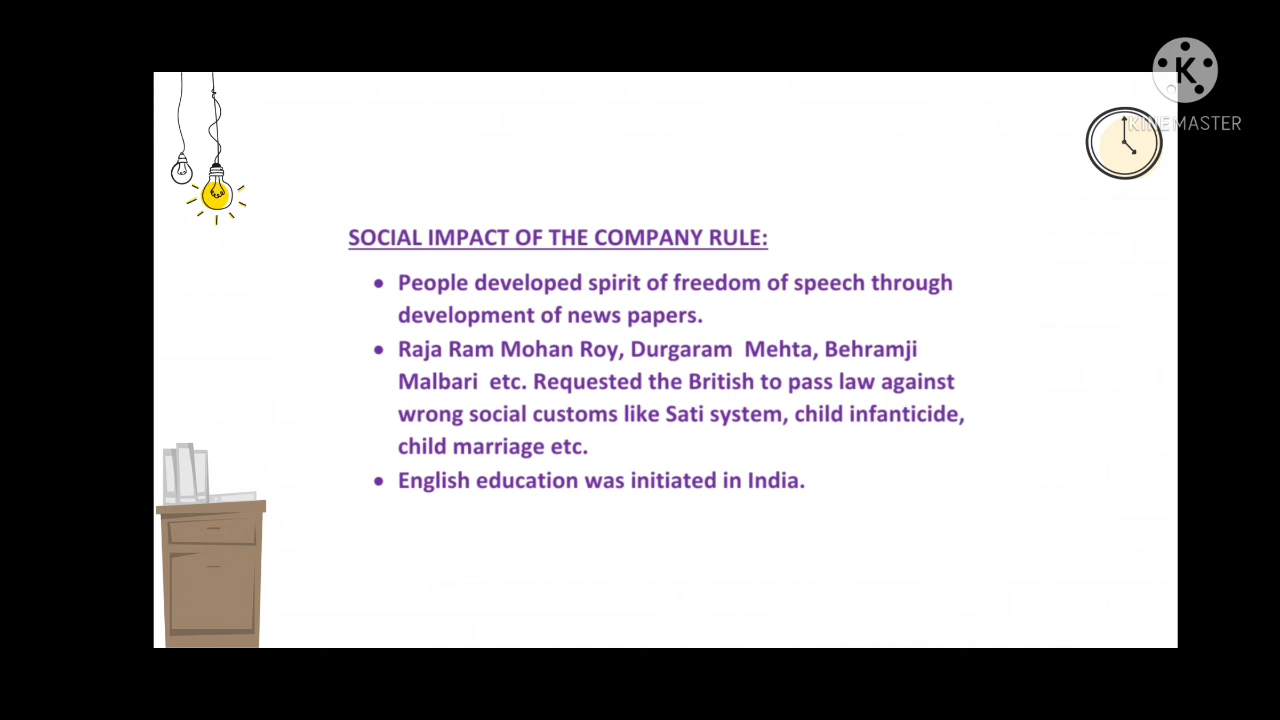 KINEMASTER
SOCIAL IMPACT OF THE COMPANY RULE:
• People developed spirit of freedom of speech through
development of news papers.
• Raja Ram Mohan Roy, Durgaram Mehta, Behramji
Malbari etc. Requested the British to pass law against
wrong social customs like Sati system, child infanticide,
child marriage etc.
• English education was initiated in India.